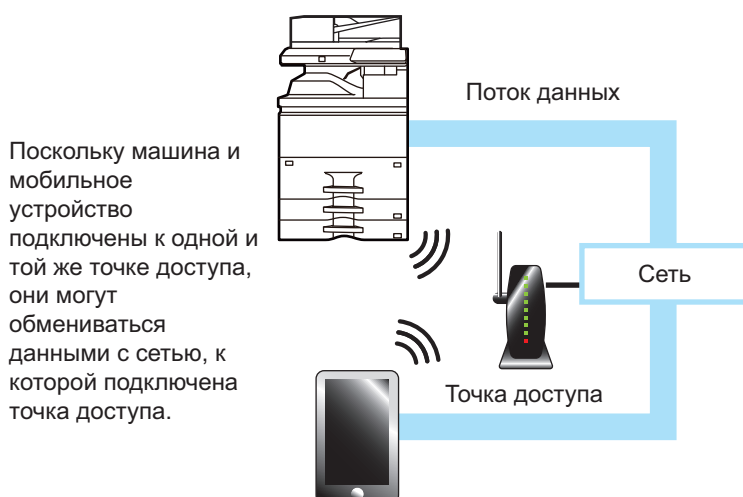 Поток данных
Поскольку машина и
мобильное
устройство
подключены к одной и
той же точке доступа,
они могут
обмениваться
данными с сетью, к
которой подключена
точка доступа.
Сеть
Точка доступа